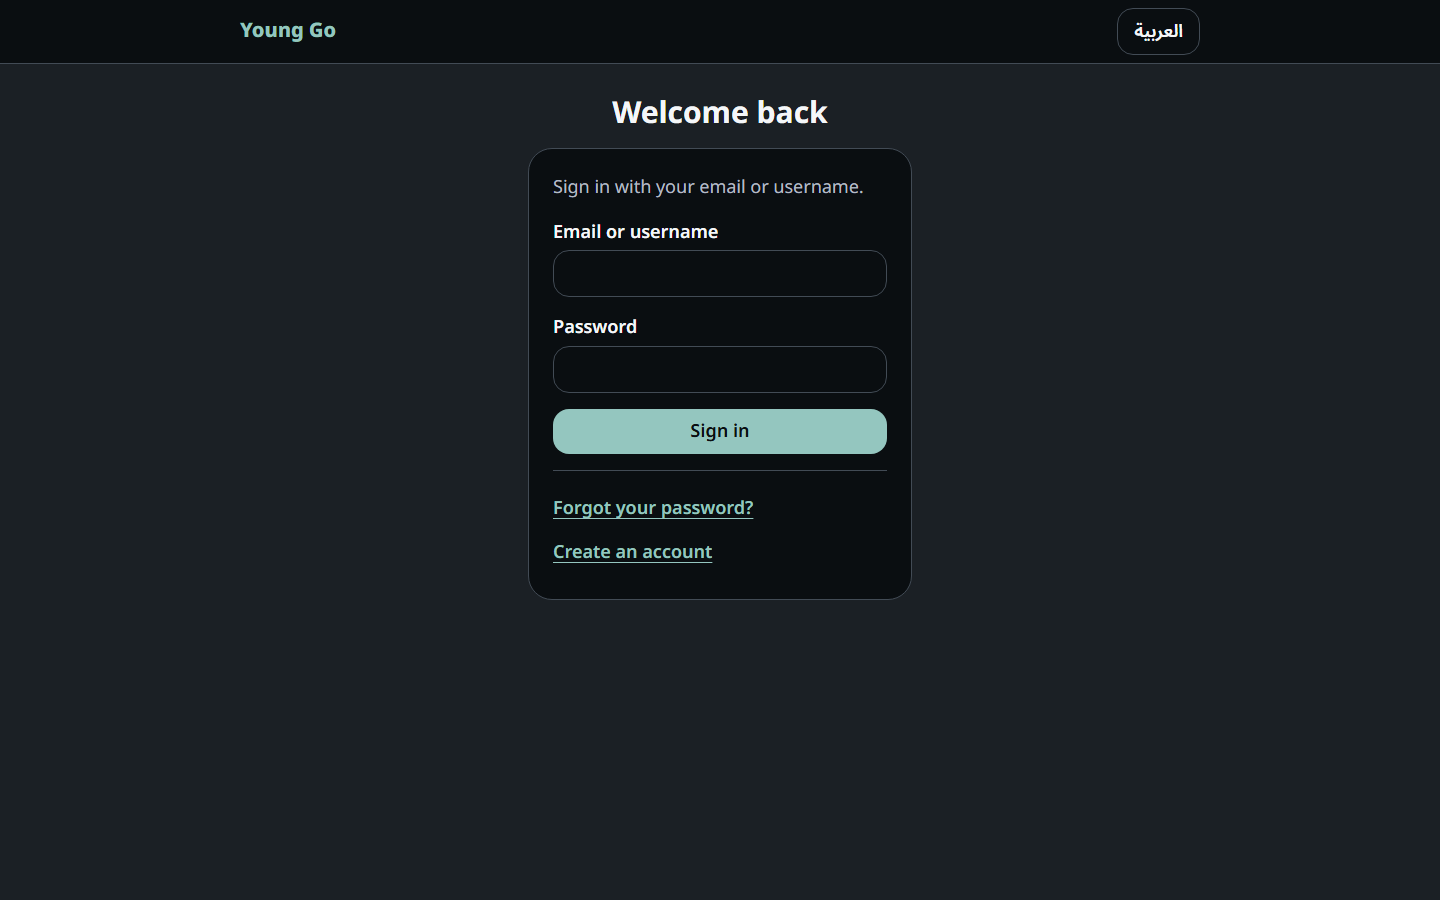 Young Go
العربية
Welcome back
Sign in with your email or username.
Email or username
Password
Sign in
Forgot your password?
Create an account